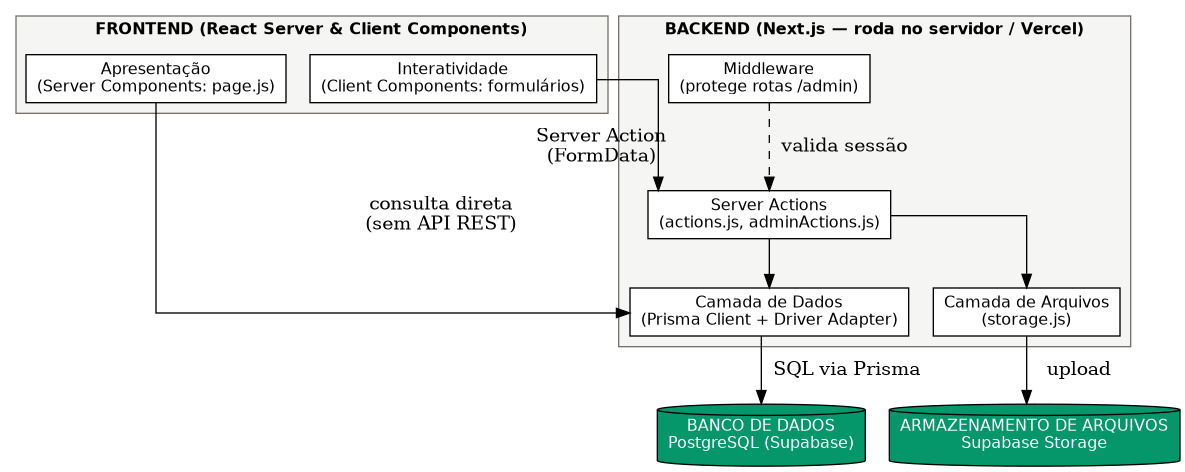 FRONTEND (React Server & Client Components)
Apresentação
(Server Components: page.js)
Interatividade
(Client Components: formulários)
BACKEND (Next.js — roda no servidor / Vercel)
Middleware
(protege rotas /admin)
Server Action
(FormData)
valida sessão
consulta direta
(sem API REST)
Server Actions
(actions.js, adminActions.js)
Camada de Dados
(Prisma Client + Driver Adapter)
Camada de Arquivos
(storage.js)
SQL via Prisma
upload
BANCO DE DADOS
PostgreSQL (Supabase)
ARMAZENAMENTO DE ARQUIVOS
Supabase Storage